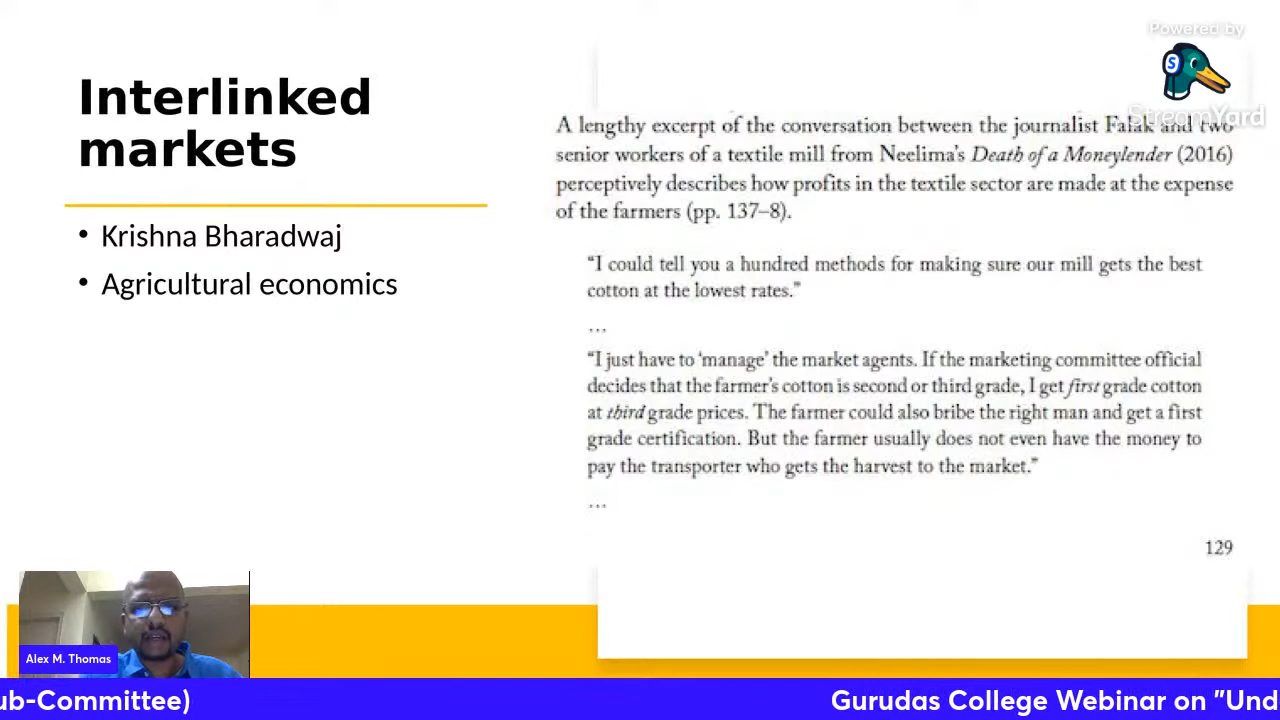 Powered by
StreamYard
Interlinked
markets
• Krishna Bharadwaj
• Agricultural economics
A lengthy excerpt of the conversation between the journalist Falak and two
senior workers of a textile mill from Neelima's Death of a Moneylender (2016)
perceptively describes how profits in the textile sector are made at the expense
of the farmers (pp. 137–8).
“I could tell you a hundred methods for making sure our mill gets the best
cotton at the lowest rates.”
...
“I just have to ‘manage’ the market agents. If the marketing committee official
decides that the farmer's cotton is second or third grade, I get first grade cotton
at third grade prices. The farmer could also bribe the right man and get a first
grade certification. But the farmer usually does not even have the money to
pay the transporter who gets the harvest to the market.”
...
129
Alex M. Thomas
ub-Committee)
Gurudas College Webinar on "Und